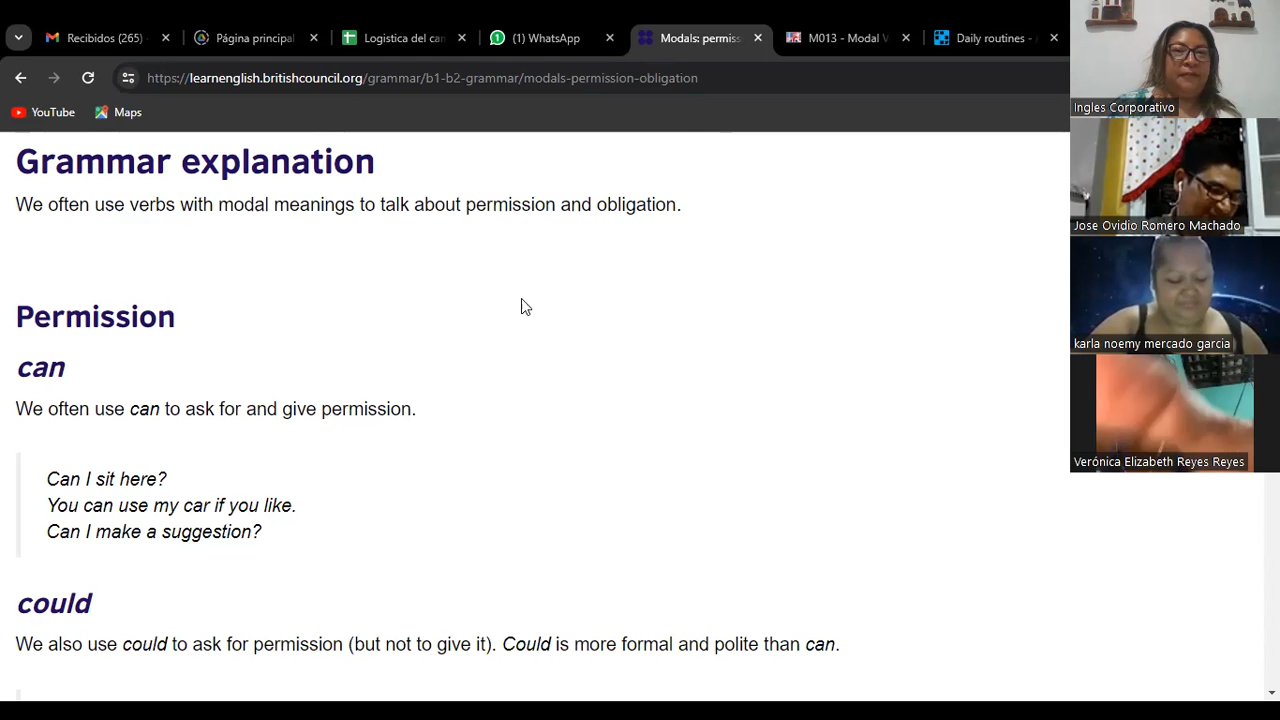 Recibidos (265)
Página principal
Logistica del can
(1) WhatsApp
Modals: permiss
M013 - Modal V
Daily routines -
https://learnenglish.britishcouncil.org/grammar/b1-b2-grammar/modals-permission-obligation
YouTube
Maps
Grammar explanation
We often use verbs with modal meanings to talk about permission and obligation.
Permission
can
We often use can to ask for and give permission.
Can I sit here?
You can use my car if you like.
Can I make a suggestion?
could
We also use could to ask for permission (but not to give it). Could is more formal and polite than can.
Ingles Corporativo
Jose Ovidio Romero Machado
karla noemy mercado garcia
Verónica Elizabeth Reyes Reyes